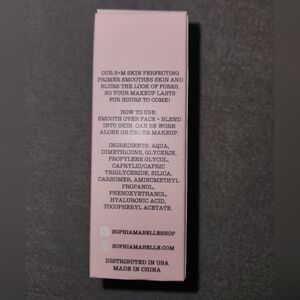 OUR S+M SKIN PERFECTING
PRIMER SMOOTHES SKIN AND
BLURS THE LOOK OF PORES.
SO YOUR MAKEUP LASTS
FOR HOURS TO COME!
HOW TO USE:
SMOOTH OVER FACE + BLEND
INTO SKIN. CAN BE WORN
ALONE OR UNDER MAKEUP.
INGREDIENTS: AQUA,
DIMETHICONE, GLYCERIN,
PROPYLENE GLYCOL,
CAPRYLIC/CAPRIC
TRIGLYCERIDE, SILICA,
CARBOMER, AMINOMETHYL
PROPANOL,
PHENOXYETHANOL,
HYALURONIC ACID,
TOCOPHERYL ACETATE.
SOPHIAMABELLESHOP
SOPHIAMABELLE.COM
DISTRIBUTED IN USA
MADE IN CHINA